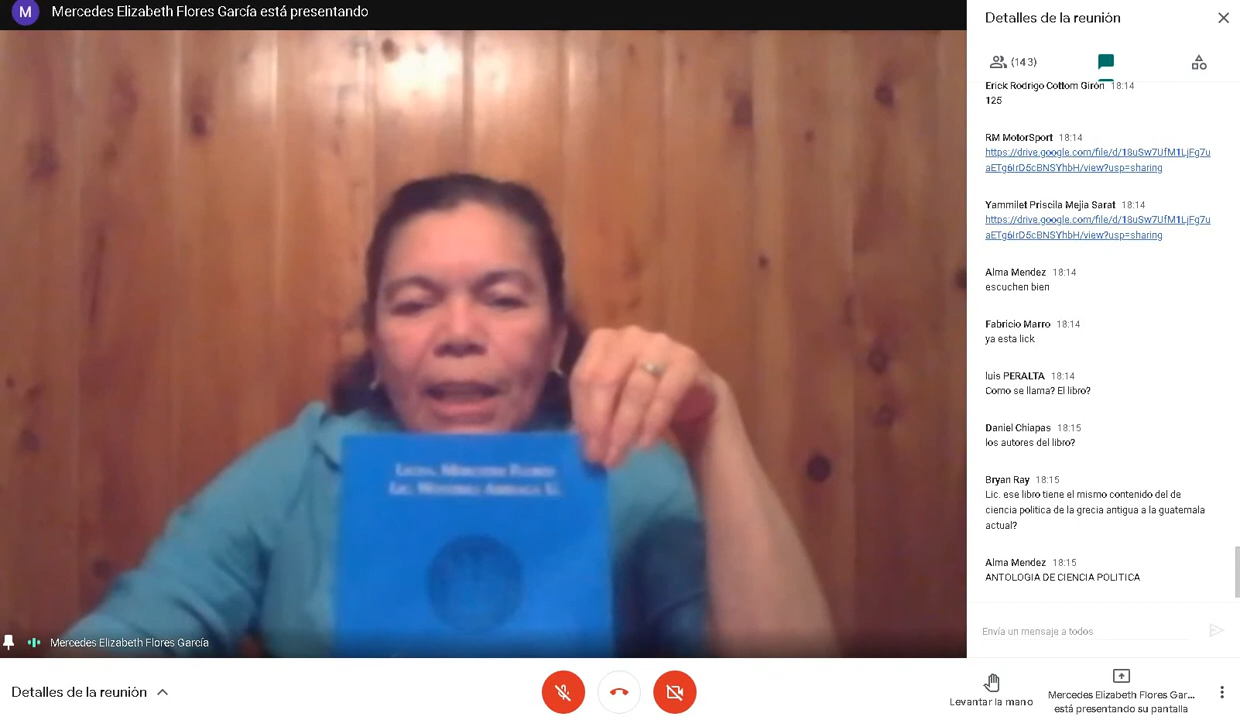 M Mercedes Elizabeth Flores García está presentando
Mercedes Elizabeth Flores García
Detalles de la reunión
(143)
Erick Rodrigo Cottom Girón 18:14
125
RM MotorSport 18:14
https://drive.google.com/file/d/18uSw7UfM1LjFg7u
aETg6IrD5cBNSYhbH/view?usp=sharing
Yammilet Priscila Mejia Sarat 18:14
https://drive.google.com/file/d/18uSw7UfM1LjFg7u
aETg6IrD5cBNSYhbH/view?usp=sharing
Alma Mendez 18:14
escuchen bien
Fabricio Marro 18:14
ya esta lick
luis PERALTA 18:14
Como se llama? El libro?
Daniel Chiapas 18:15
los autores del libro?
Bryan Ray 18:15
Lic. ese libro tiene el mismo contenido del de
ciencia politica de la grecia antigua a la guatemala
actual?
Alma Mendez 18:15
ANTOLOGIA DE CIENCIA POLITICA
Envía un mensaje a todos
Detalles de la reunión
Levantar la mano
Mercedes Elizabeth Flores Gar...
está presentando su pantalla